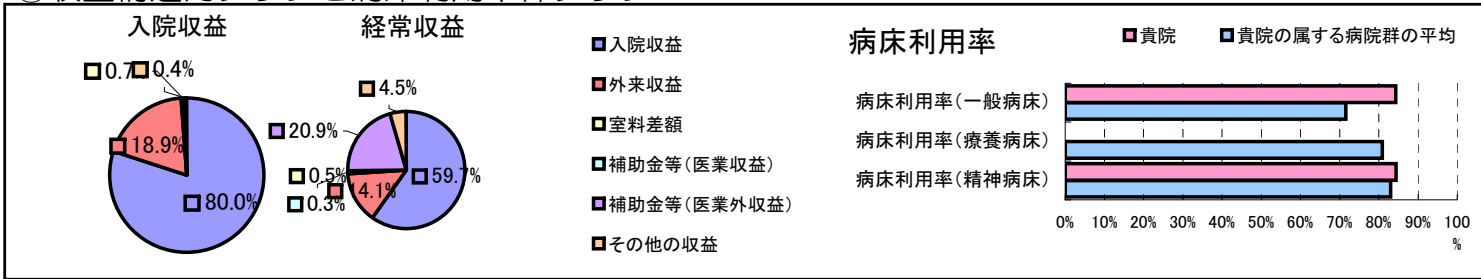 入院収益
0.7%
0.4%
18.9%
80.0%
経常収益
4.5%
20.9%
0.5%
0.3%
14.1%
59.7%
入院収益
外来収益
室料差額
補助金等(医業収益)
補助金等(医業外収益)
その他の収益
病床利用率
貴院
貴院の属する病院群の平均
病床利用率(一般病床)
病床利用率(療養病床)
病床利用率(精神病床)
0% 10% 20% 30% 40% 50% 60% 70% 80% 90% 100
%